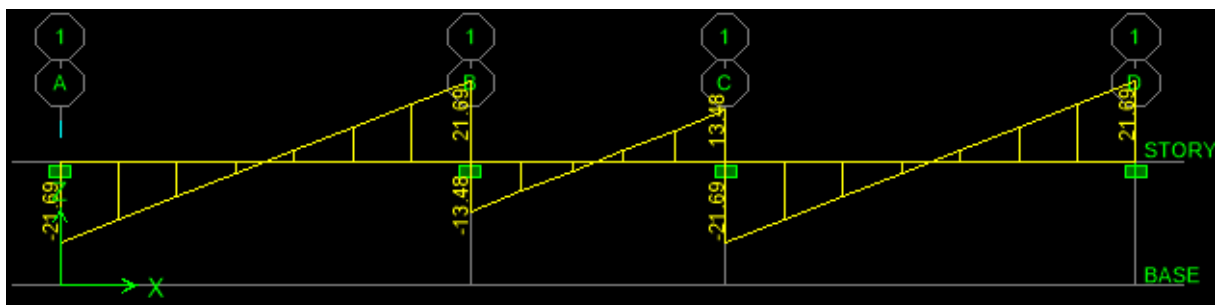 1 1 1 1
A B C D
21.69 13.48 21.69
STORY
-21.69 -13.48 -21.69
X
BASE